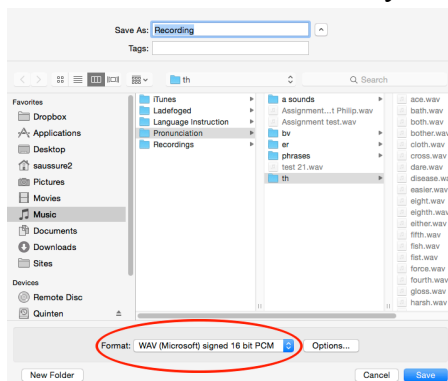 Save As: Recording
Tags:
th
Search
Favorites
Dropbox
Applications
Desktop
saussure2
Pictures
Movies
Music
Documents
Downloads
Sites
Devices
Remote Disc
Quinten
iTunes
Ladefoged
Language Instruction
Pronunciation
Recordings
a sounds
Assignment...t Philip.wav
Assignment test.wav
bv
er
phrases
test 21.wav
th
ace.wav
bath.wav
both.wav
bother.wav
cloth.wav
cross.wav
dare.wav
disease.wa
easier.wav
eight.wav
eighth.wav
either.wav
fifth.wav
fish.wav
fist.wav
force.wav
fourth.wav
gloss.wav
harsh.wav
Format: WAV (Microsoft) signed 16 bit PCM Options...
New Folder Cancel Save